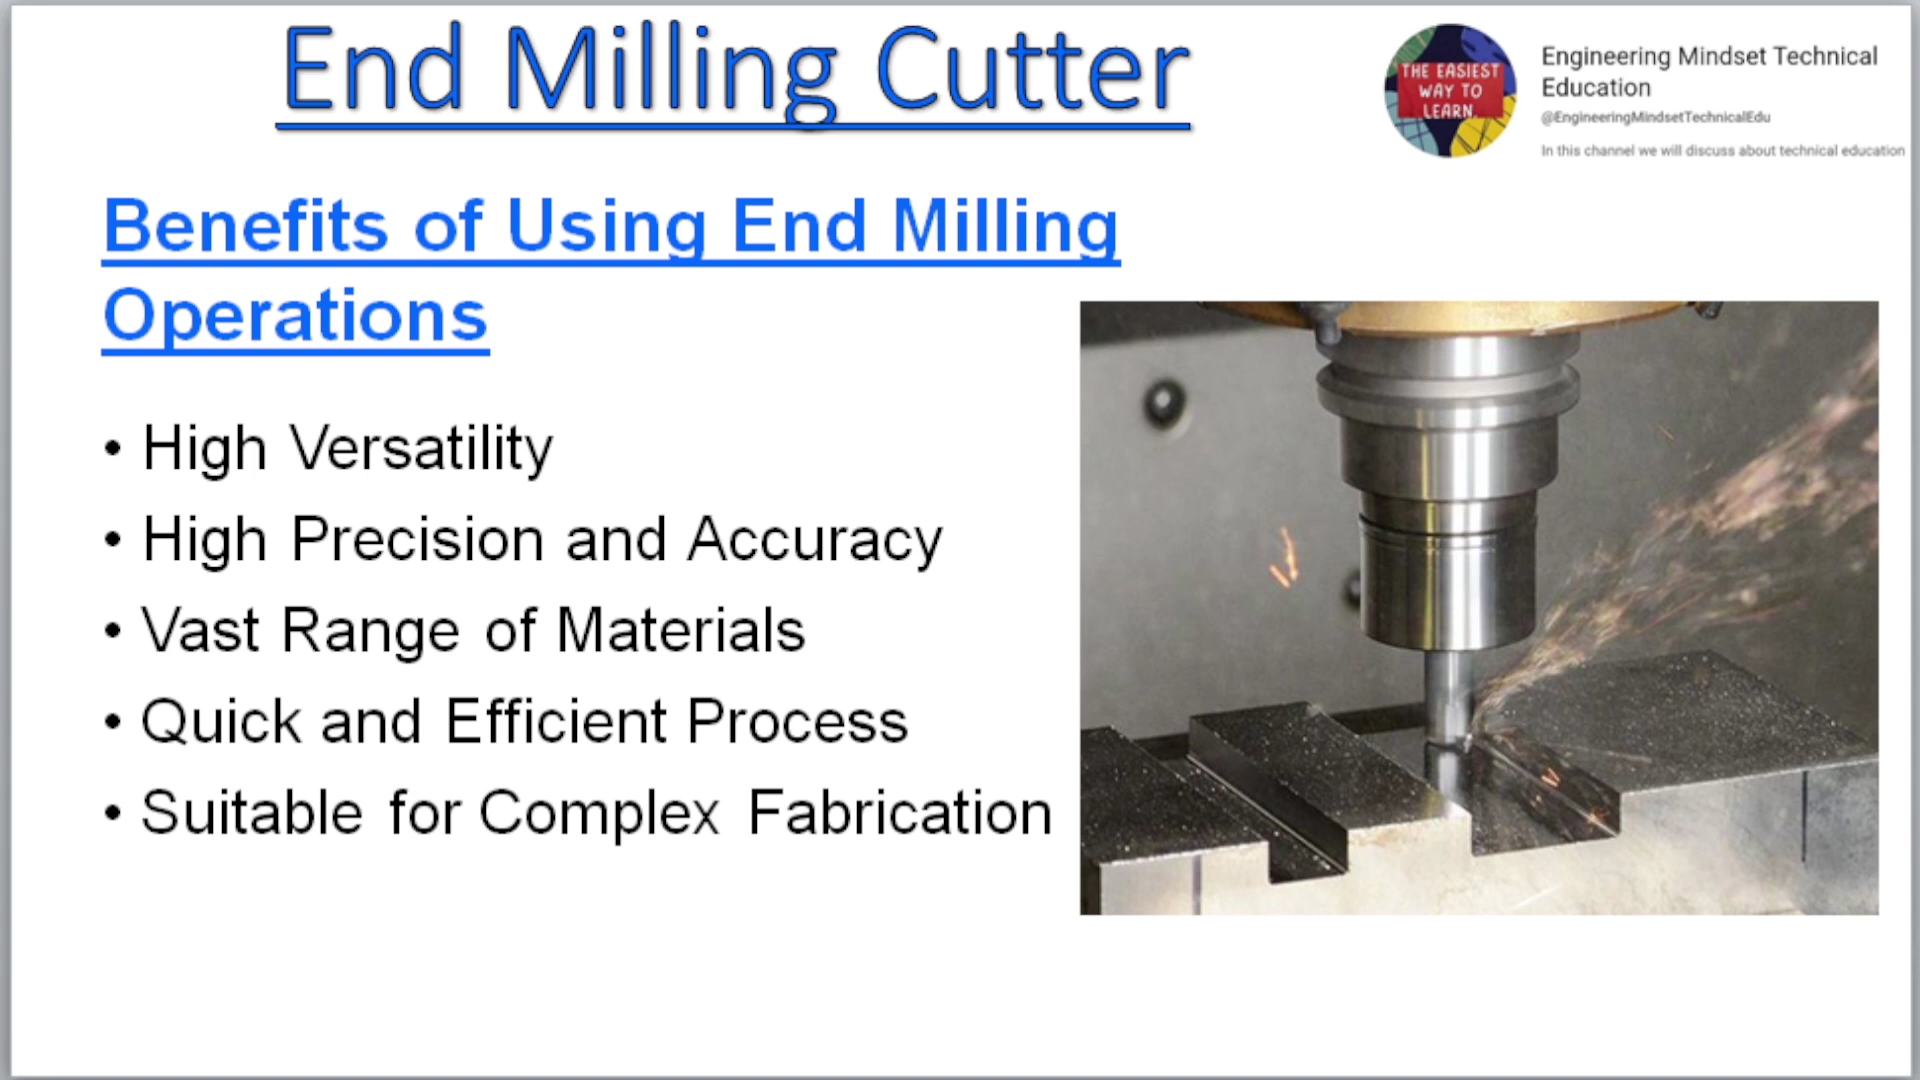 End Milling Cutter
THE EASIEST
WAY TO
LEARN.
Engineering Mindset Technical
Education
@EngineeringMindsetTechnicalEdu
In this channel we will discuss about technical education
Benefits of Using End Milling
Operations
• High Versatility
• High Precision and Accuracy
• Vast Range of Materials
• Quick and Efficient Process
• Suitable for Complex Fabrication